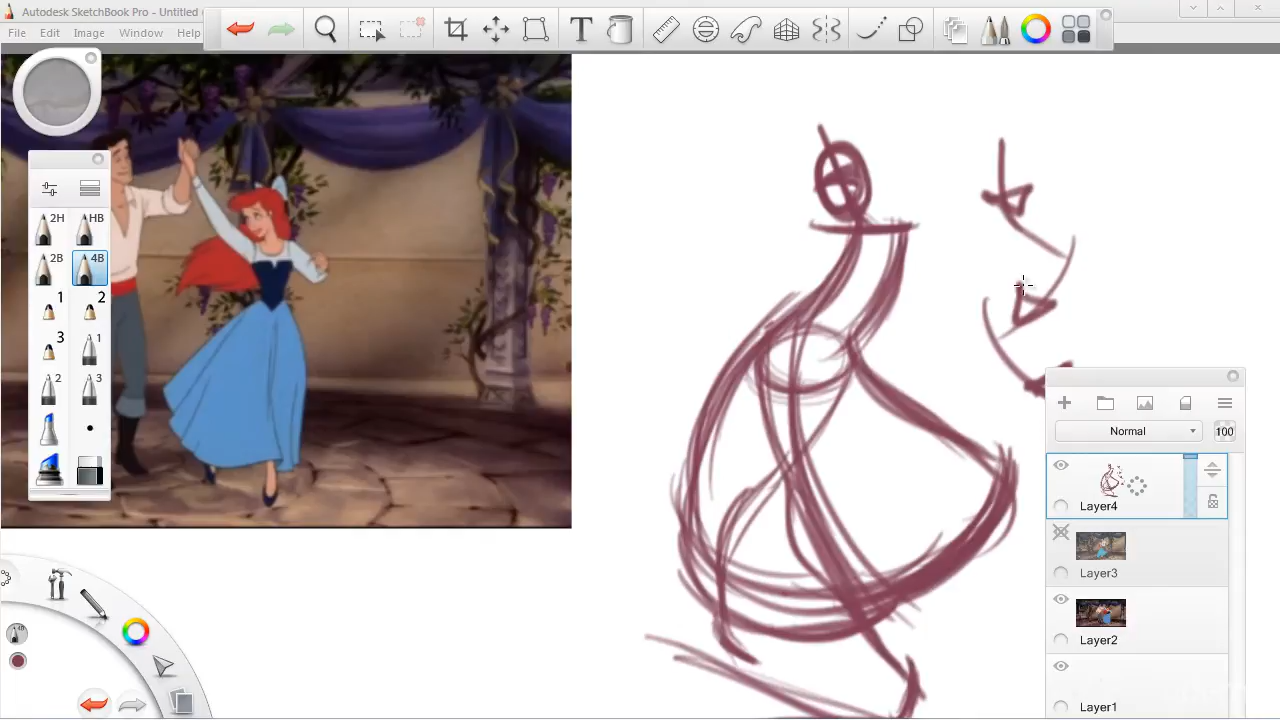 Autodesk SketchBook Pro - Untitled
File Edit Image Window Help
T
2H HB
2B 4B
1 2
3 1
2 3
Normal 100
Layer4
Layer3
Layer2
Layer1